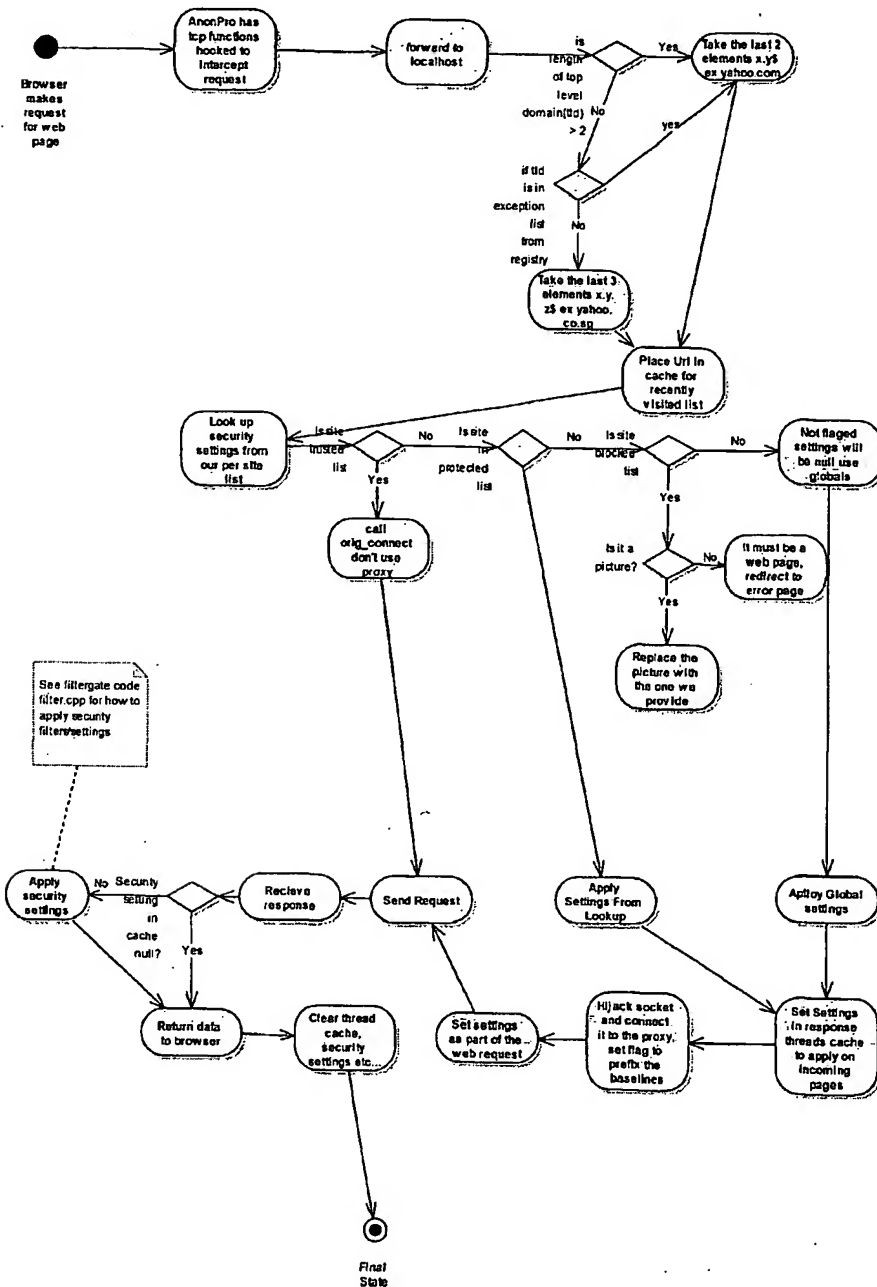 AnonPro has
tcp functions
hooked to
Intercept
request
forward to
localhost
is
length
of top
level
domain(tld)
> 2
Yes
Take the last 2
elements x.y$
ex yahoo.com
Browser
makes
request
for web
page
No
yes
if tld
is in
exception
list
from
registry
No
Take the last 3
elements x.y.
z$ ex yahoo.
co.sg
Place Url in
cache for
recently
visited list
Look up
security
settings from
our per site
list
Is site
trusted
list
No
Is site
in
protected
list
No
Is site
blocked
list
No
Not flaged
settings will
be null use
globals
Yes
call
orig_connect
don't use
proxy
Yes
Is it a
picture?
No
It must be a
web page,
redirect to
error page
Yes
Replace the
picture with
the one we
provide
See filtergate code
filter.cpp for how to
apply securty
filters/settings
Apply
security
settings
No
Security
setting
in
cache
null?
Yes
Recieve
response
Send Request
Apply
Settings From
Lookup
Aploy Global
settings
Return data
to browser
Clear thread
cache,
security
settings etc...
Set settings
as part of the
web request
Hijack socket
and connect
it to the proxy,
set flag to
prefix the
baselines
Set Settings
in response
threads cache
to apply on
incoming
pages
Final
State